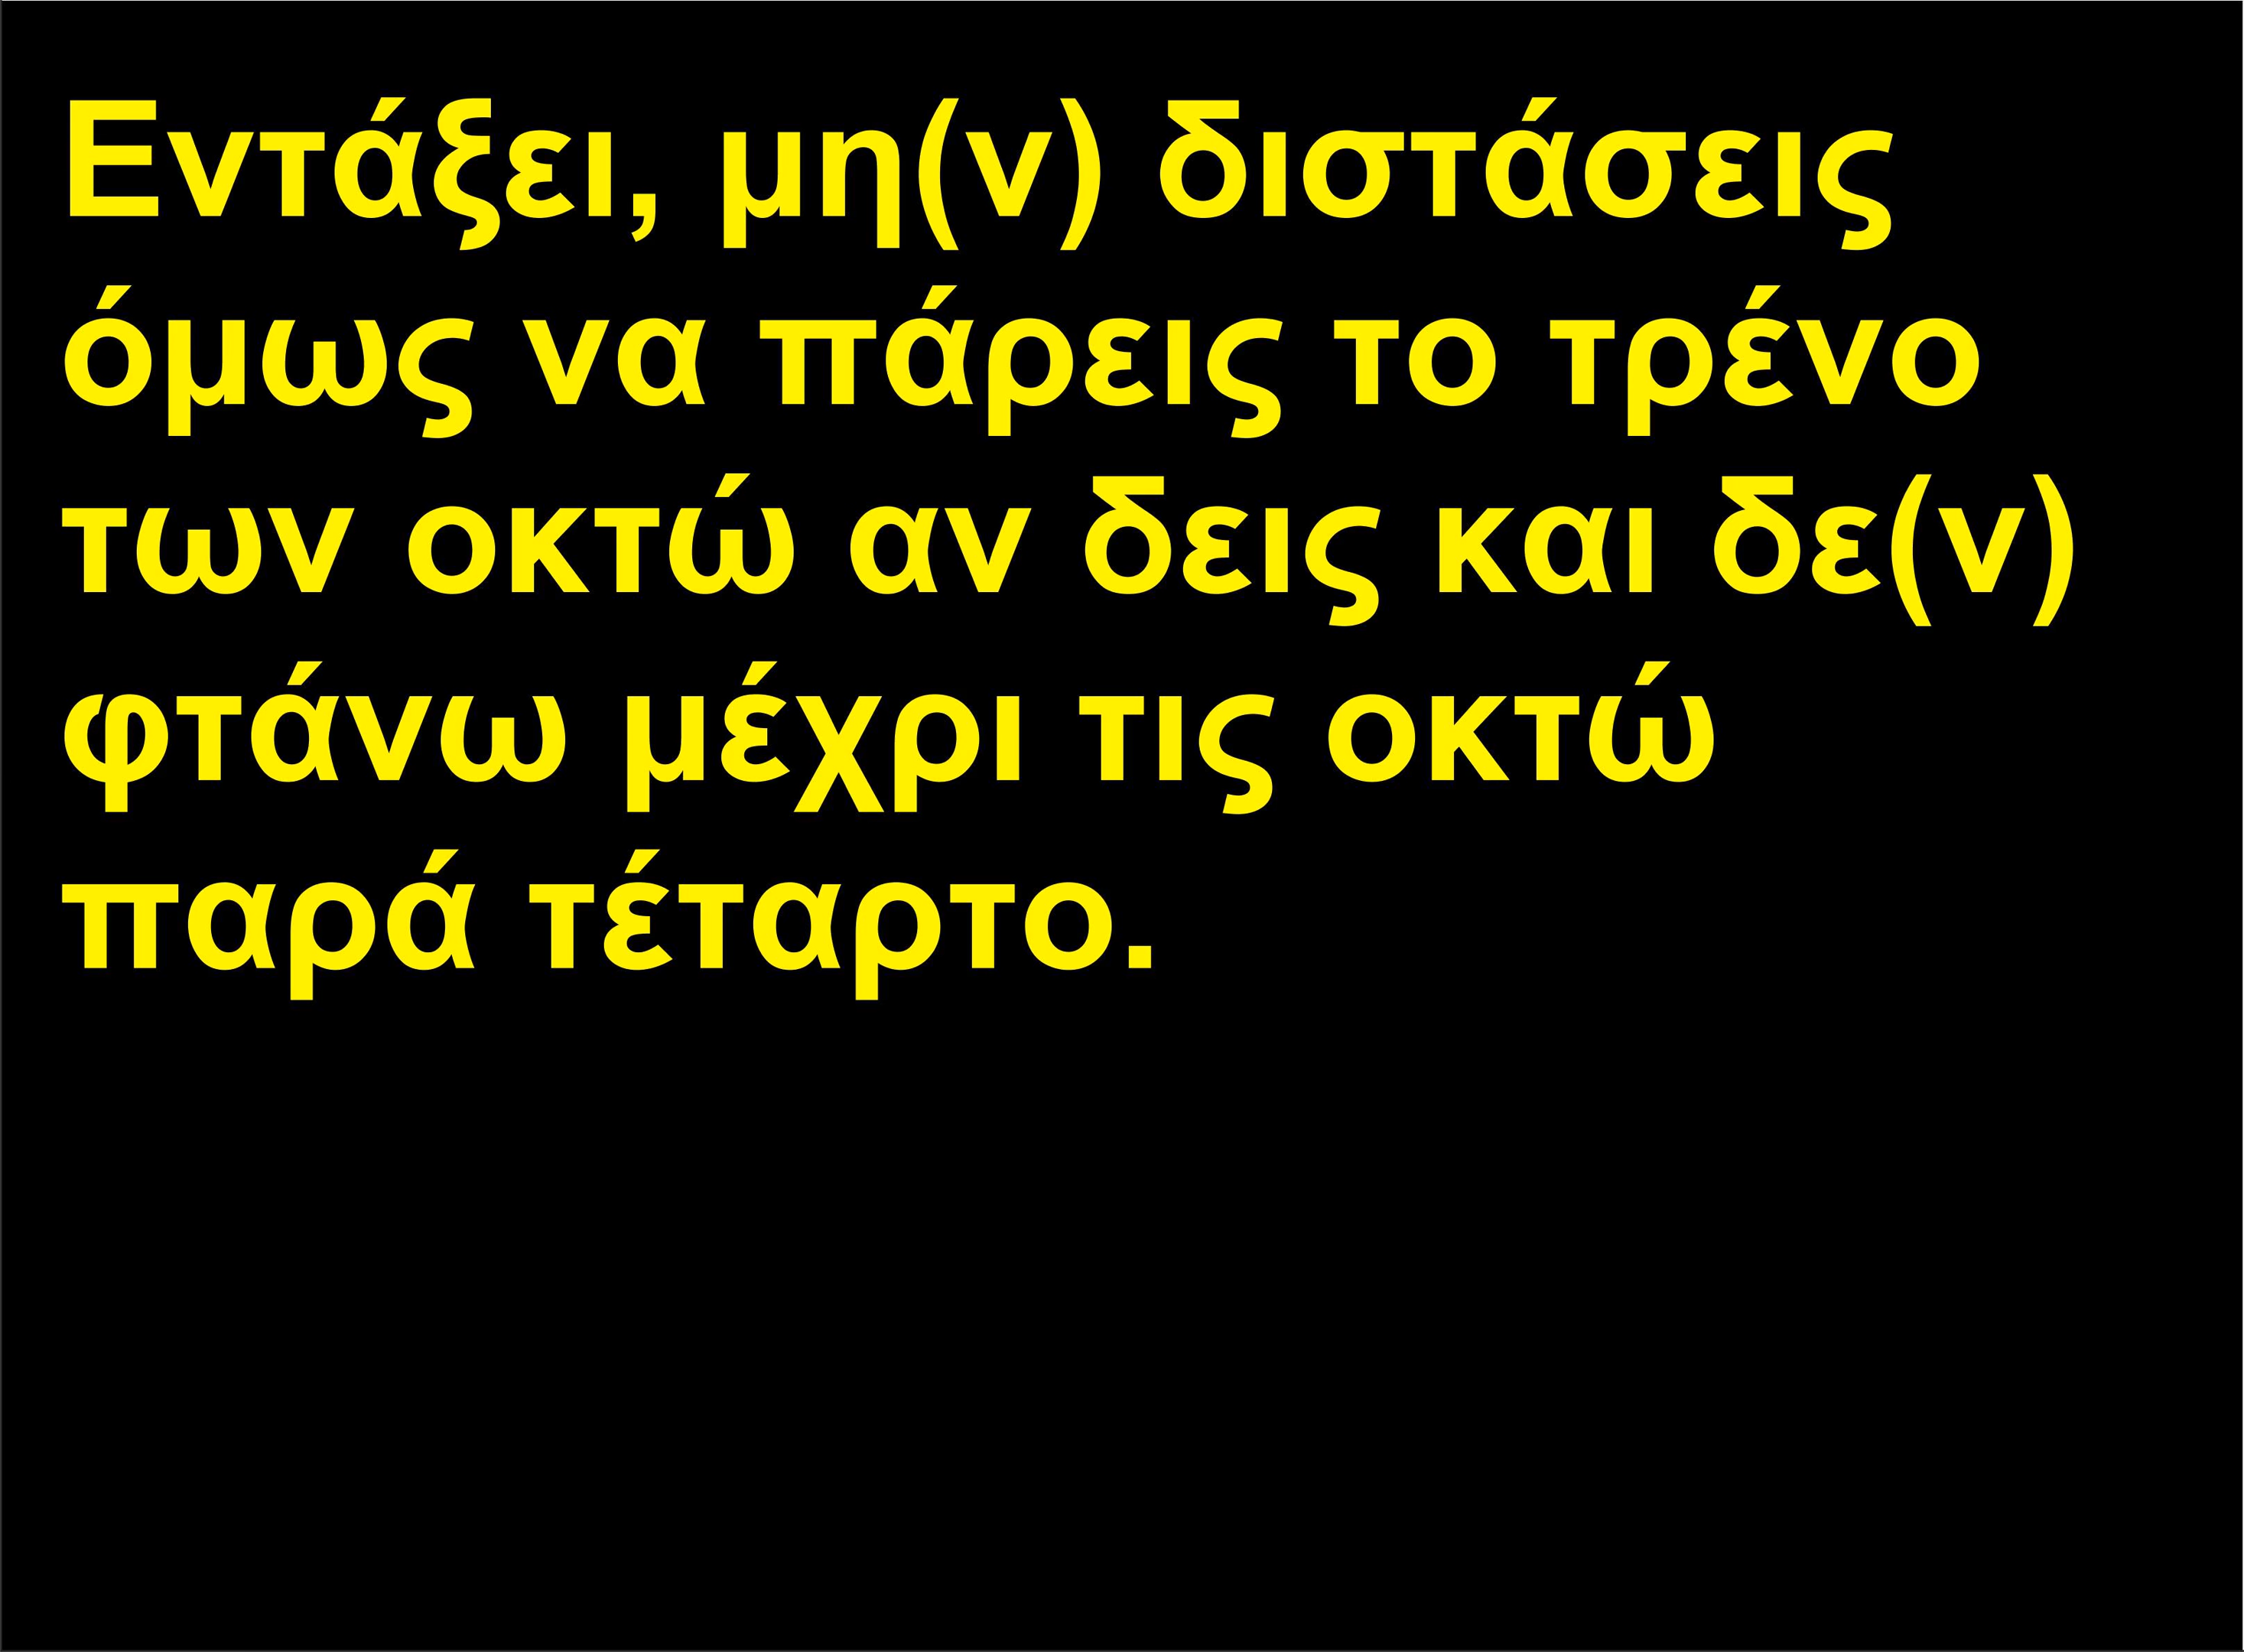 Εντάξει, μη(ν) διστάσεις
όμως να πάρεις το τρένο
των οκτώ αν δεις και δε(ν)
φτάνω μέχρι τις οκτώ
παρά τέταρτο.